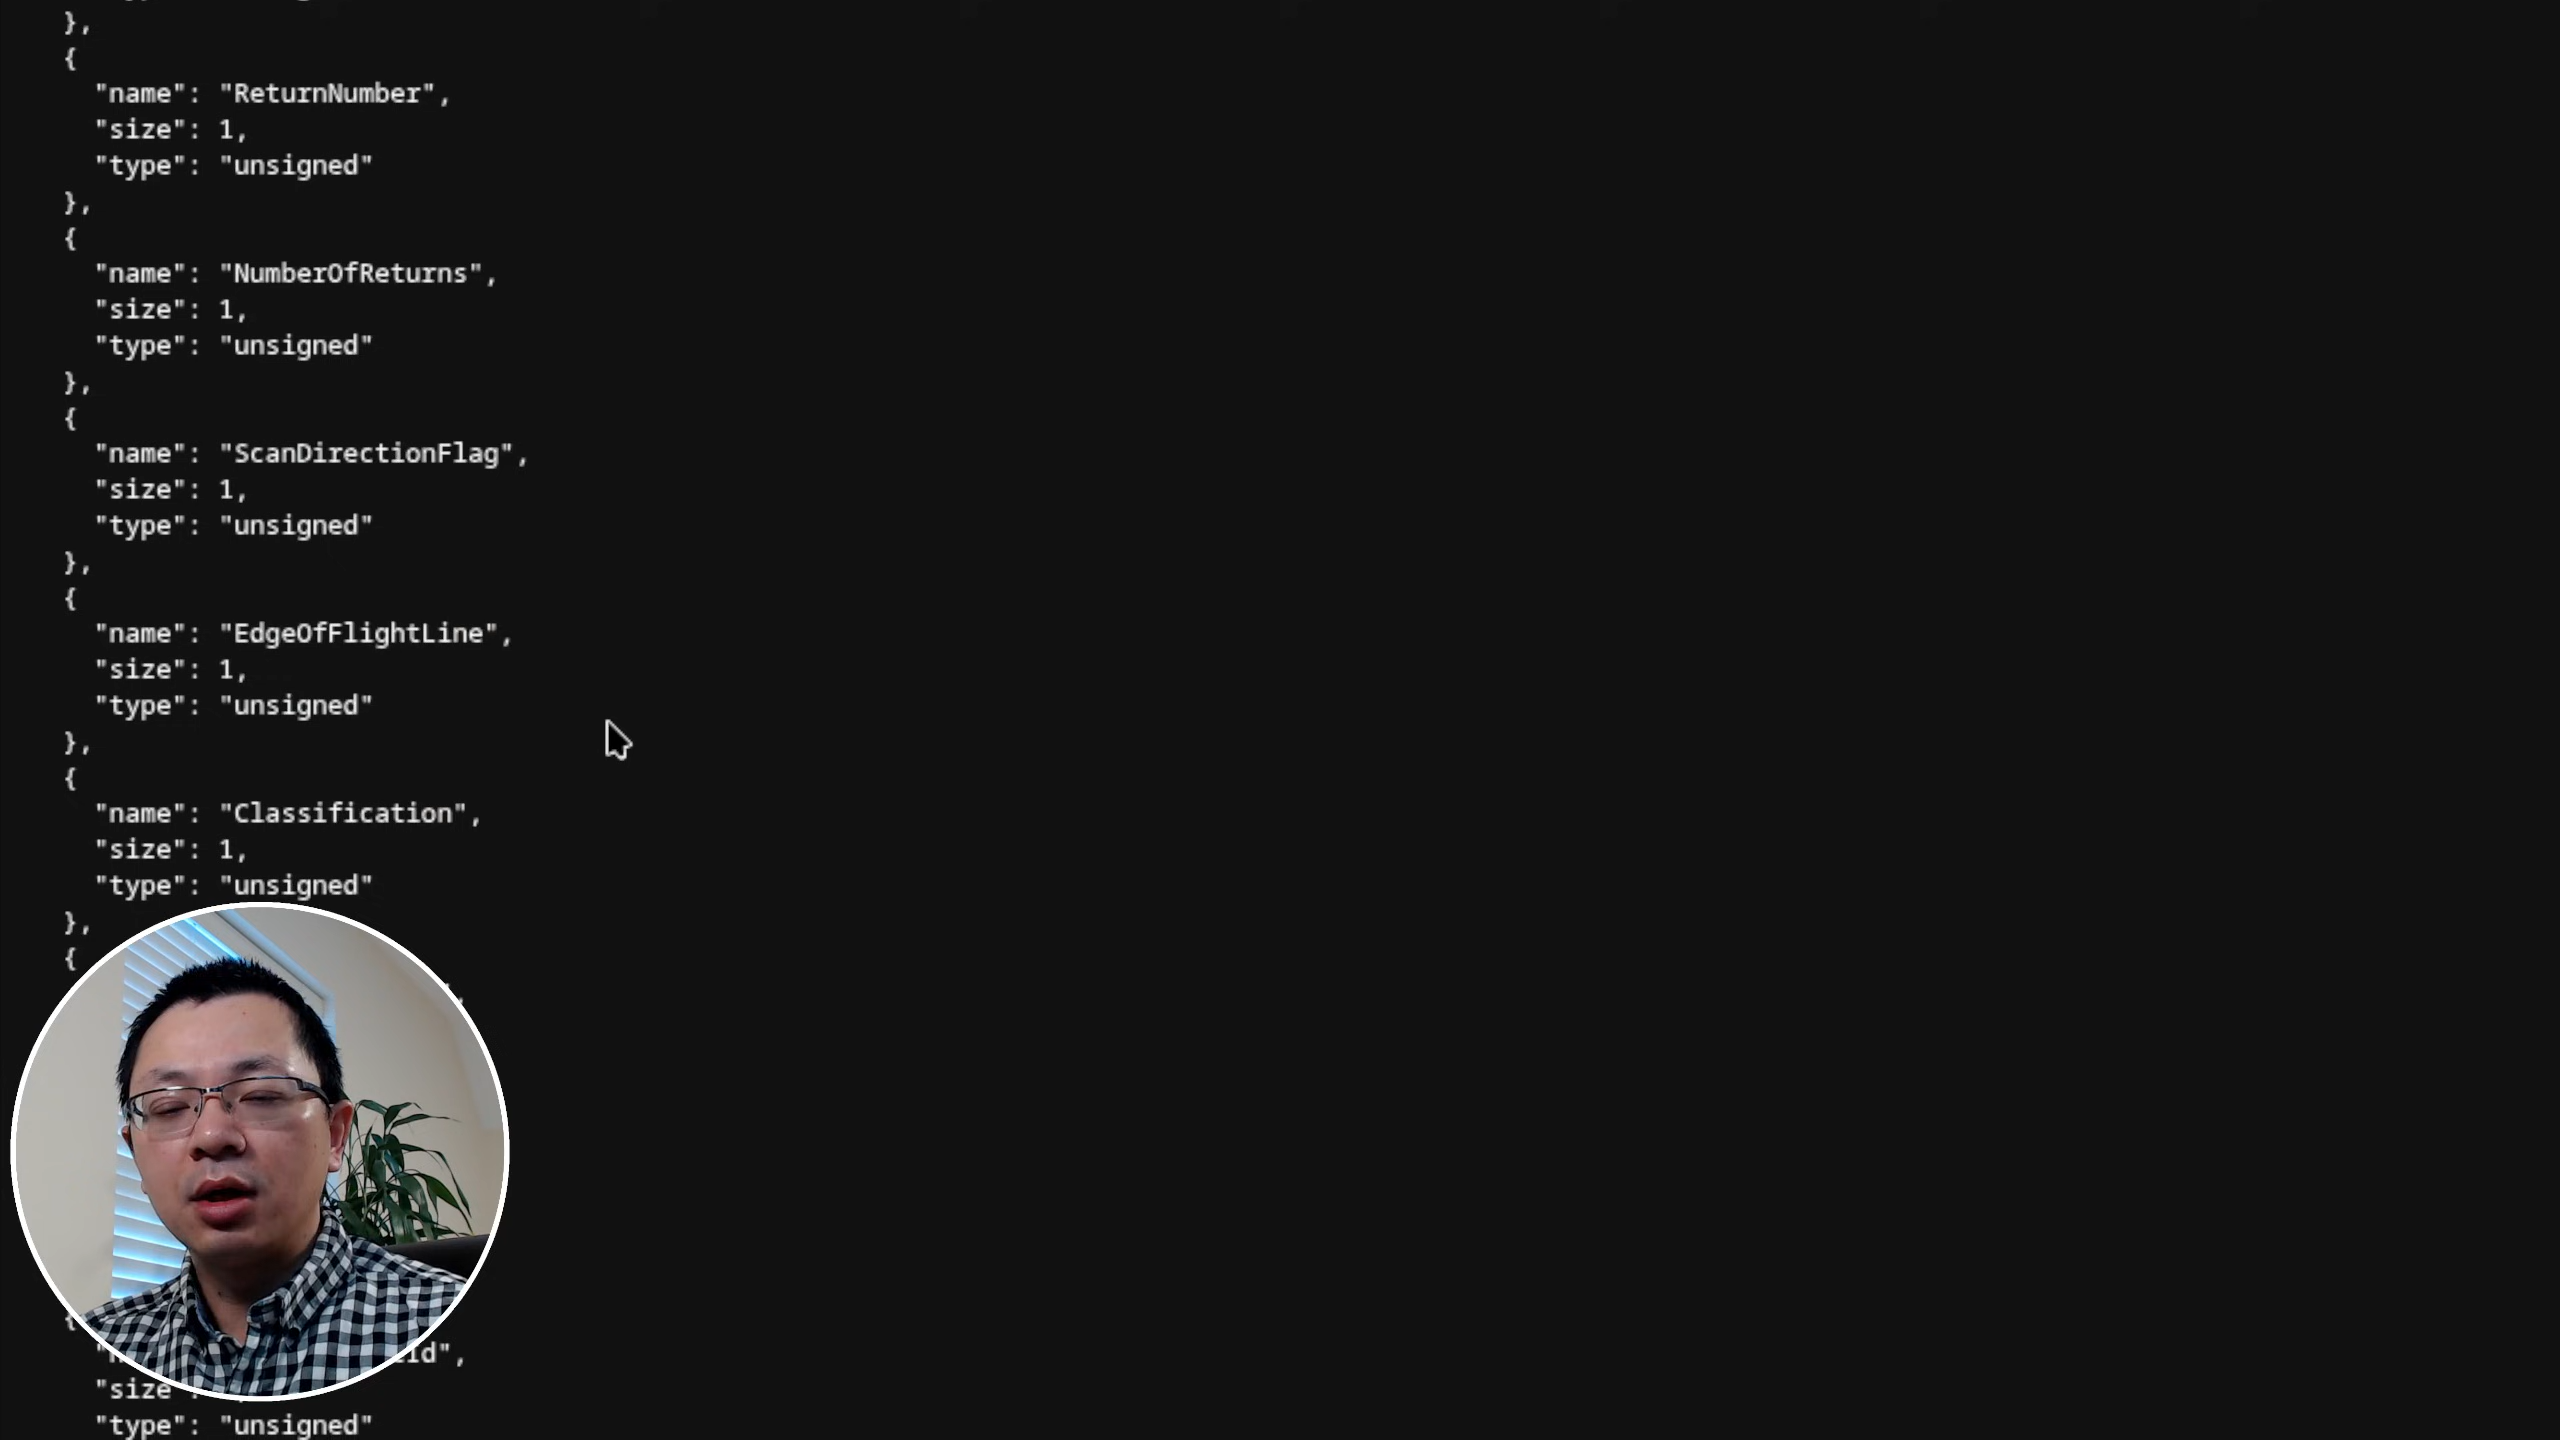 },
{
"name": "ReturnNumber",
"size": 1,
"type": "unsigned"
},
{
"name": "NumberOfReturns",
"size": 1,
"type": "unsigned"
},
{
"name": "ScanDirectionFlag",
"size": 1,
"type": "unsigned"
},
{
"name": "EdgeOfFlightLine",
"size": 1,
"type": "unsigned"
},
{
"name": "Classification",
"size": 1,
"type": "unsigned"
},
{
{
"size"
"type": "unsigned"